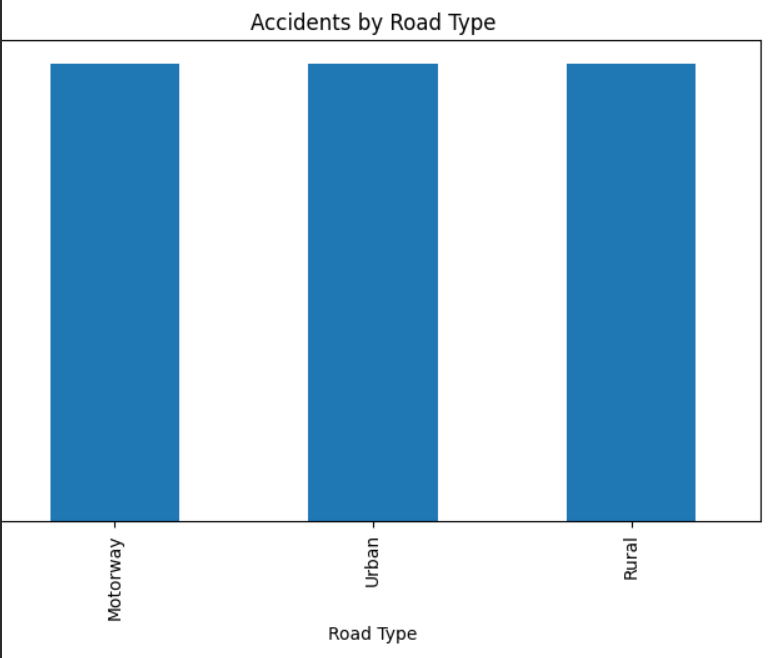 Accidents by Road Type
Motorway
Urban
Rural
Road Type